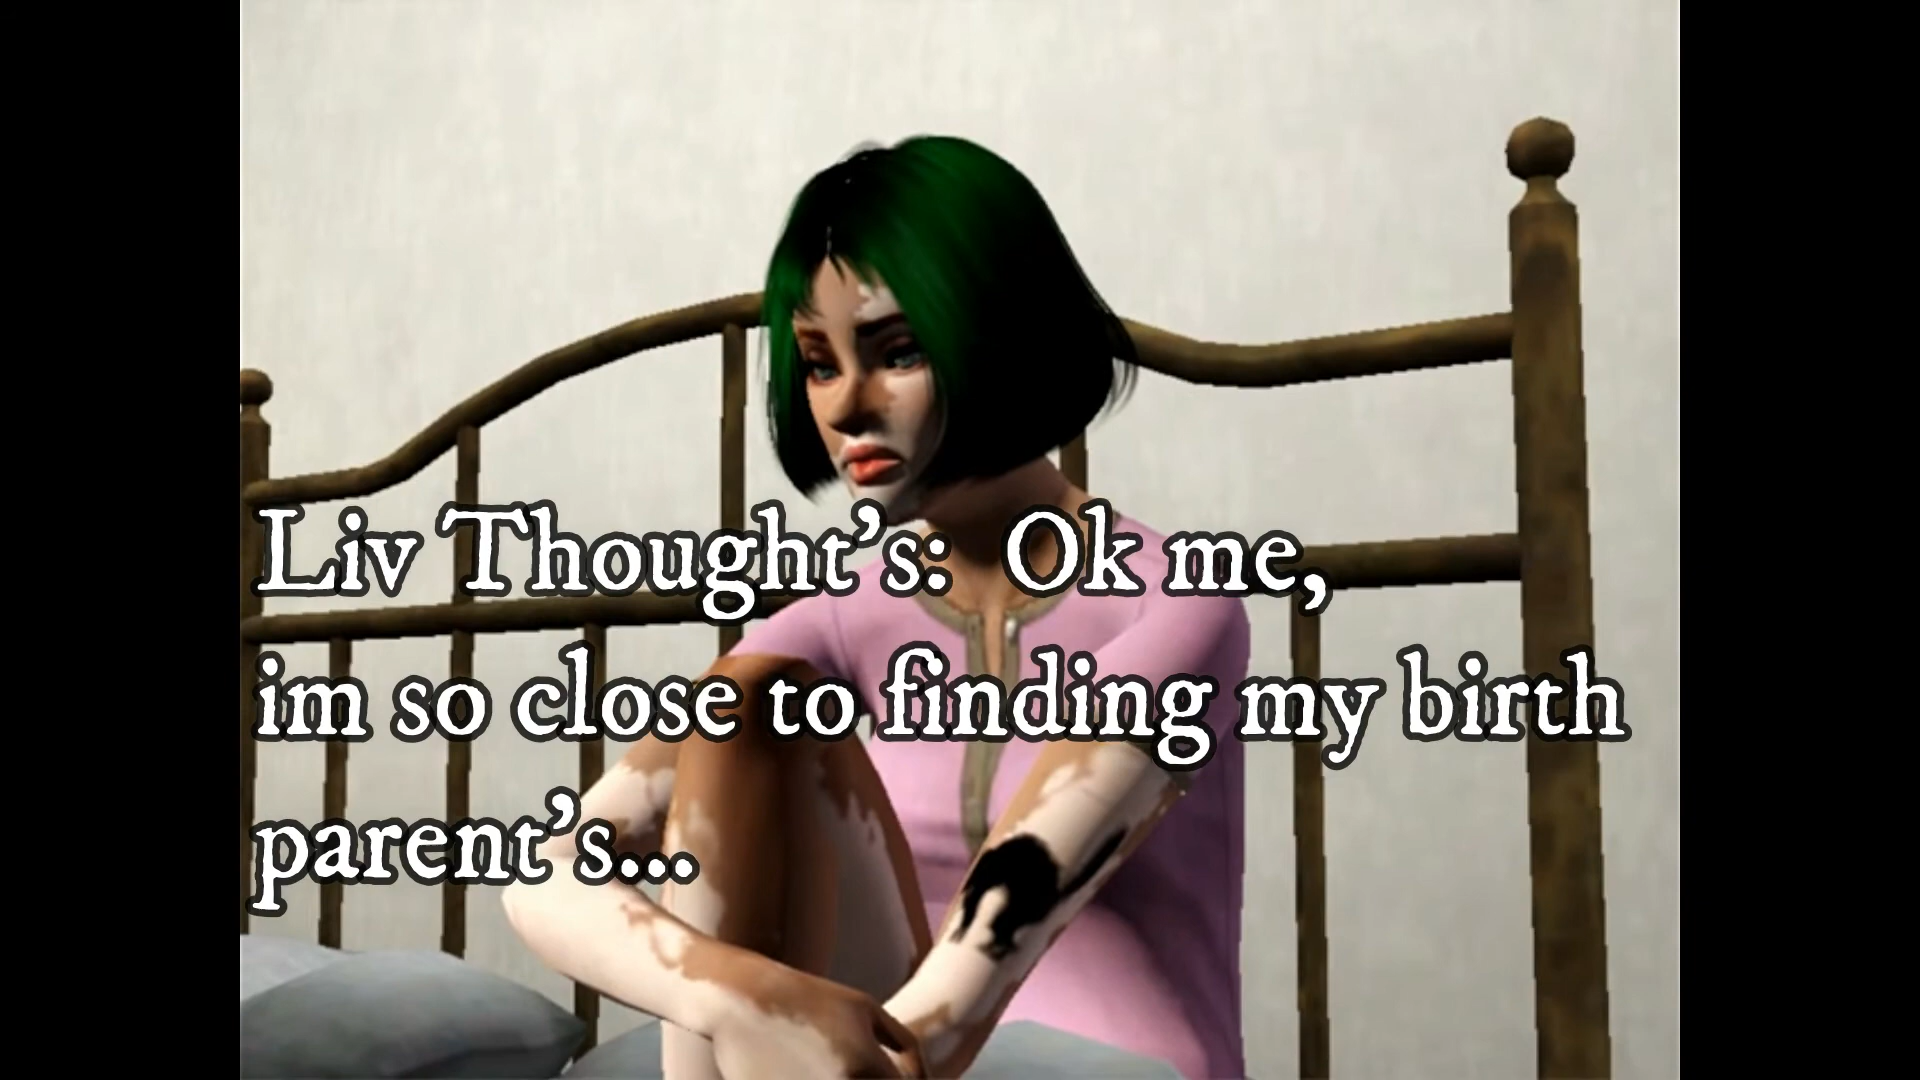 Liv Thought's:  Ok me,
im so close to finding my birth
parent's...